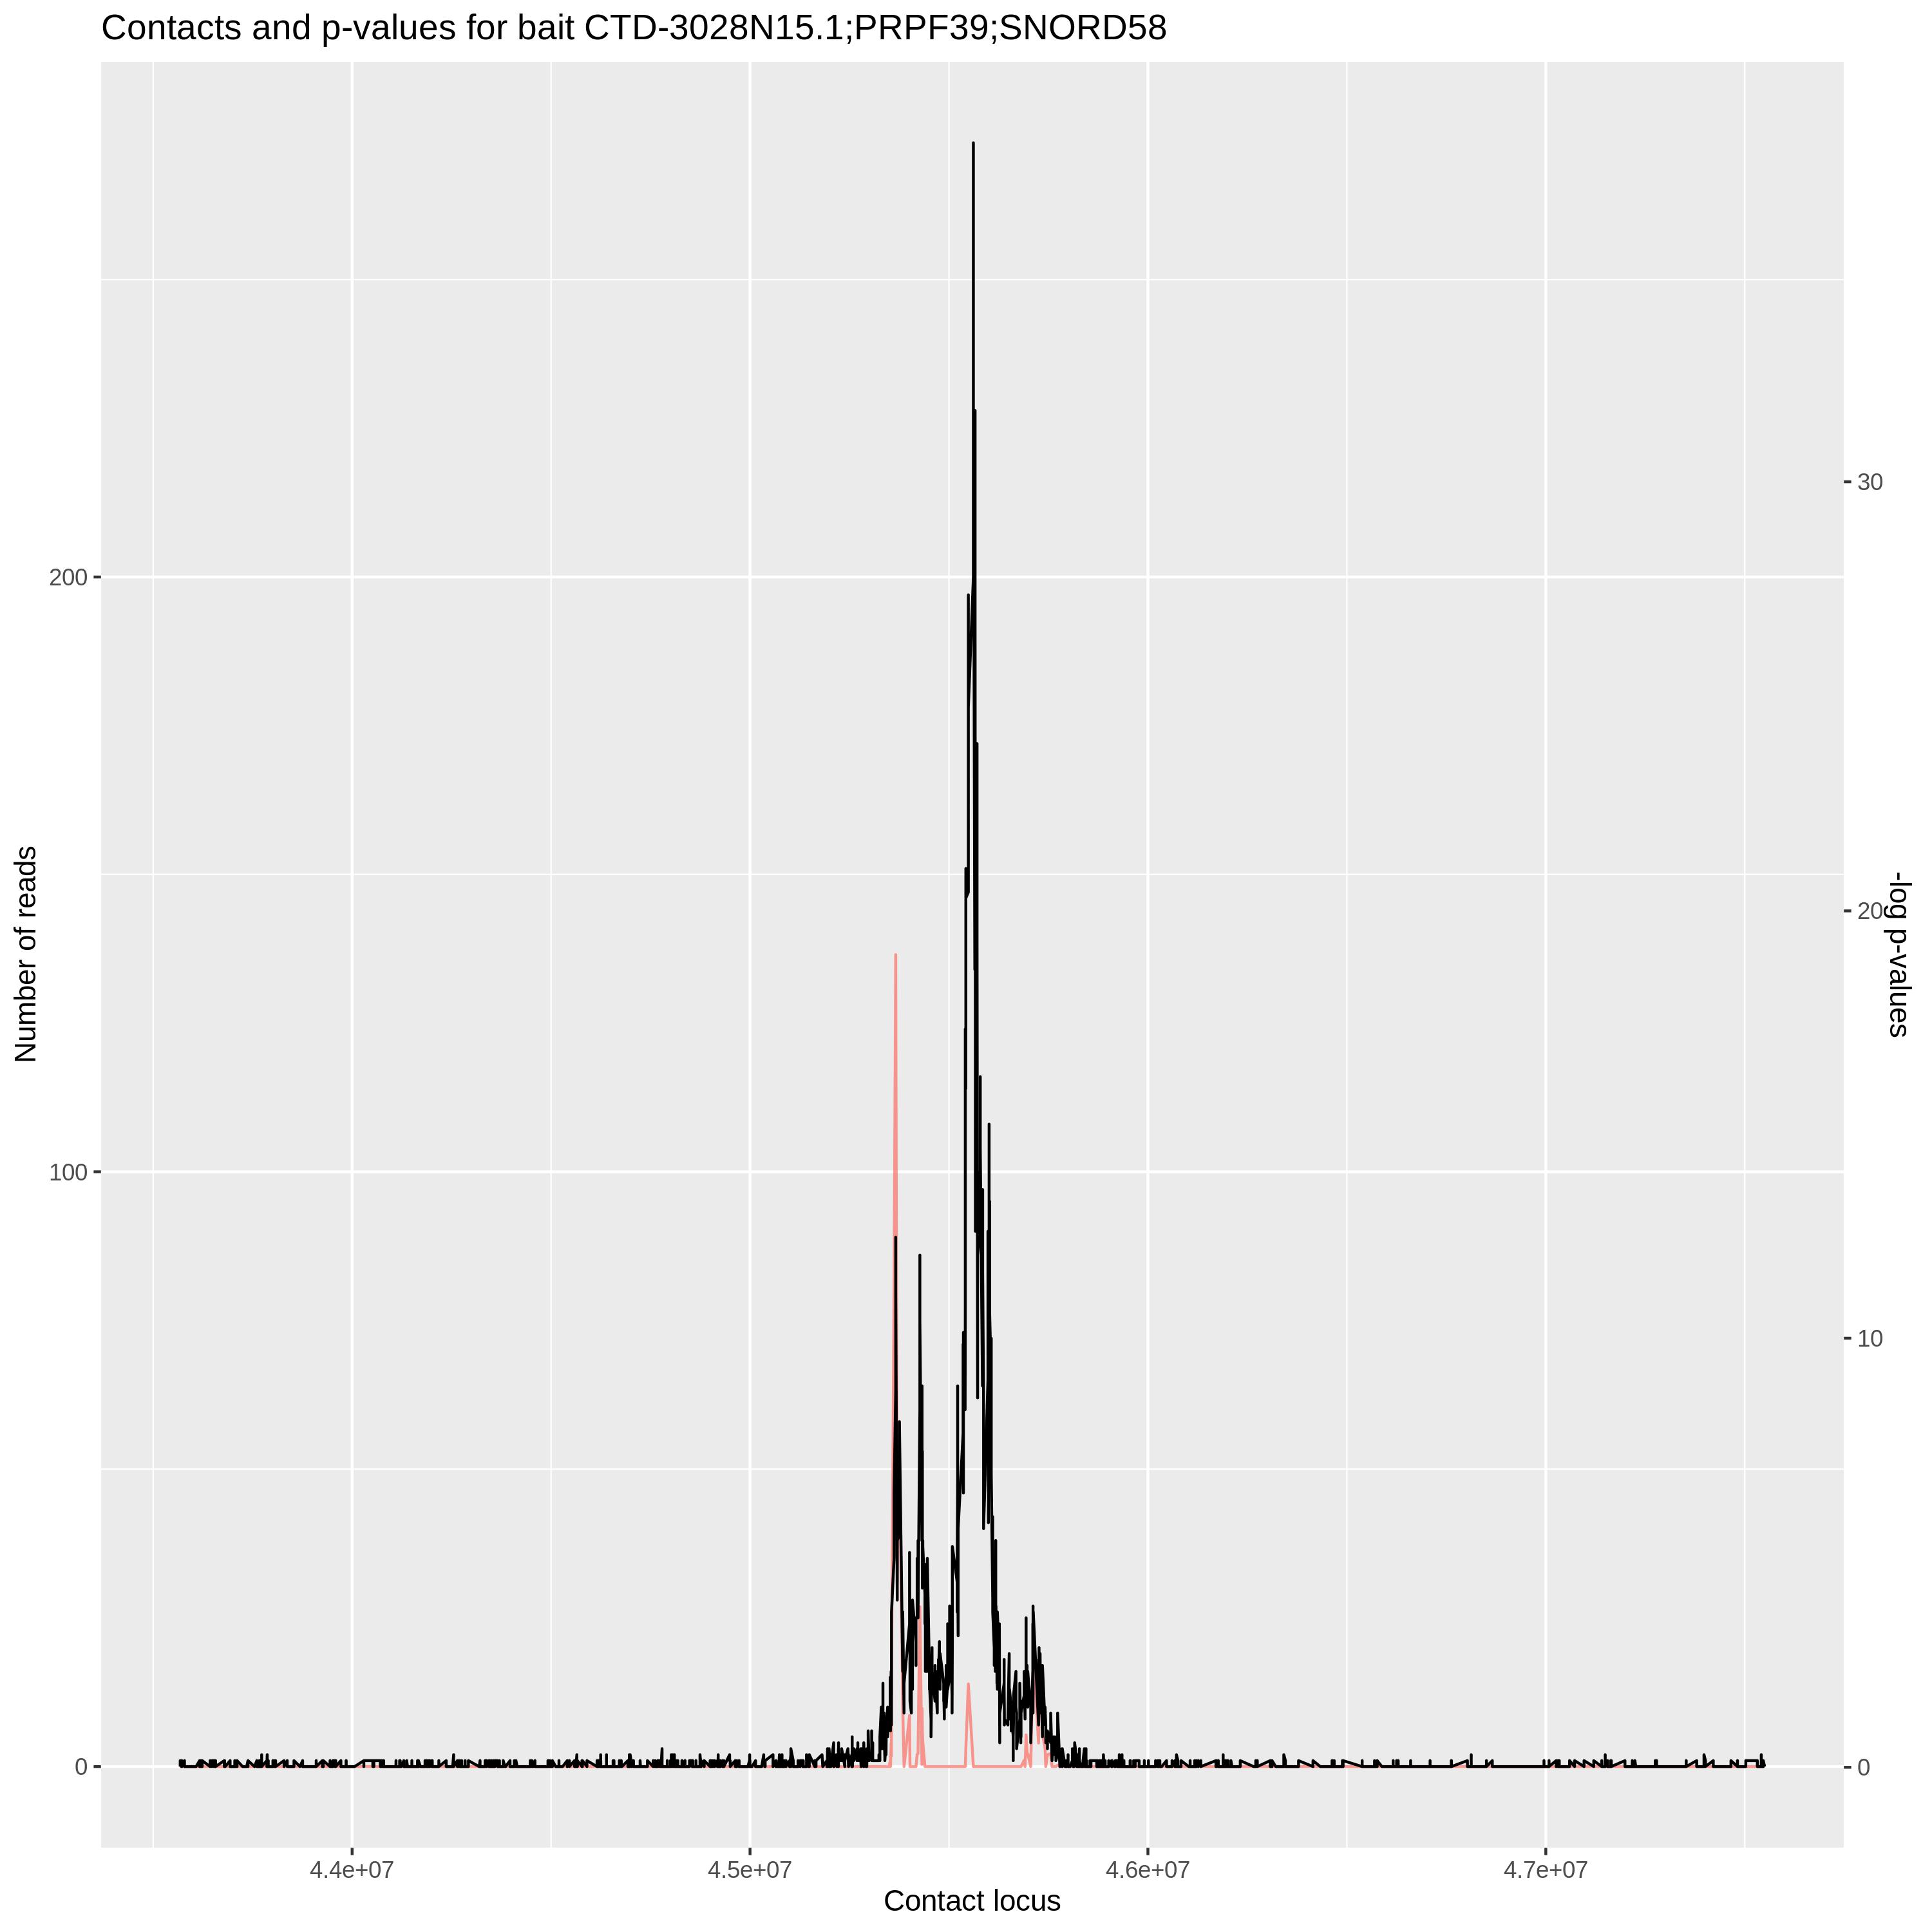 Contacts and p-values for bait CTD-3028N15.1;PRPF39;SNORD58
Number of reads
200
100
0
30
20
10
0
-log p-values
4.4e+07
4.5e+07
4.6e+07
4.7e+07
Contact locus